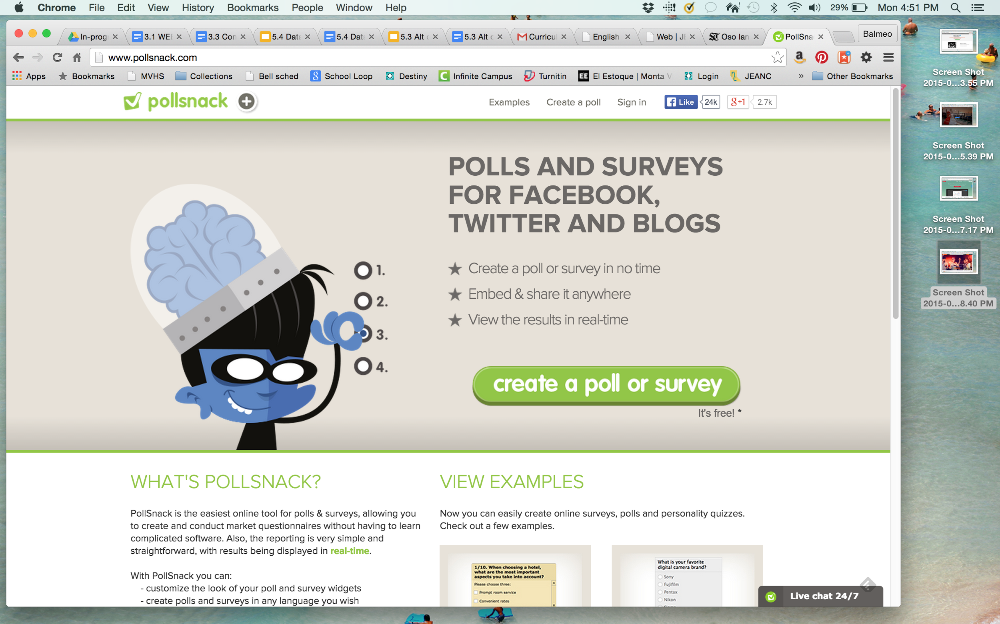 Chrome File Edit View History Bookmarks People Window Help 29% Mon 4:51 PM
In-prog 3.1 WEI 3.3 Con 5.4 Data 5.4 Data 5.3 Alt c 5.3 Alt c Curricul English Web | JE Oso lan PollSna Balmeo
www.pollsnack.com
Apps Bookmarks MVHS Collections Bell sched School Loop Destiny Infinite Campus Turnitin El Estoque | Monta V Login JEANC » Other Bookmarks
pollsnack
Examples Create a poll Sign in Like 24k g+1 2.7k
POLLS AND SURVEYS
FOR FACEBOOK,
TWITTER AND BLOGS
★ Create a poll or survey in no time
★ Embed & share it anywhere
★ View the results in real-time
1.
2.
3.
4.
create a poll or survey
It's free! *
WHAT'S POLLSNACK?
PollSnack is the easiest online tool for polls & surveys, allowing you
to create and conduct market questionnaires without having to learn
complicated software. Also, the reporting is very simple and
straightforward, with results being displayed in real-time.
With PollSnack you can:
- customize the look of your poll and survey widgets
- create polls and surveys in any language you wish
VIEW EXAMPLES
Now you can easily create online surveys, polls and personality quizzes.
Check out a few examples.
1/10. When choosing a hotel,
what are the most important
aspects you take into account?
Please choose three:
Prompt room service
Convenient rates
What is your favorite
digital camera brand?
Sony
Fujifilm
Pentax
Nikon
Live chat 24/7
Screen Shot
2015-0...3.55 PM
Screen Shot
2015-0...5.39 PM
Screen Shot
2015-0...7.17 PM
Screen Shot
2015-0...8.40 PM